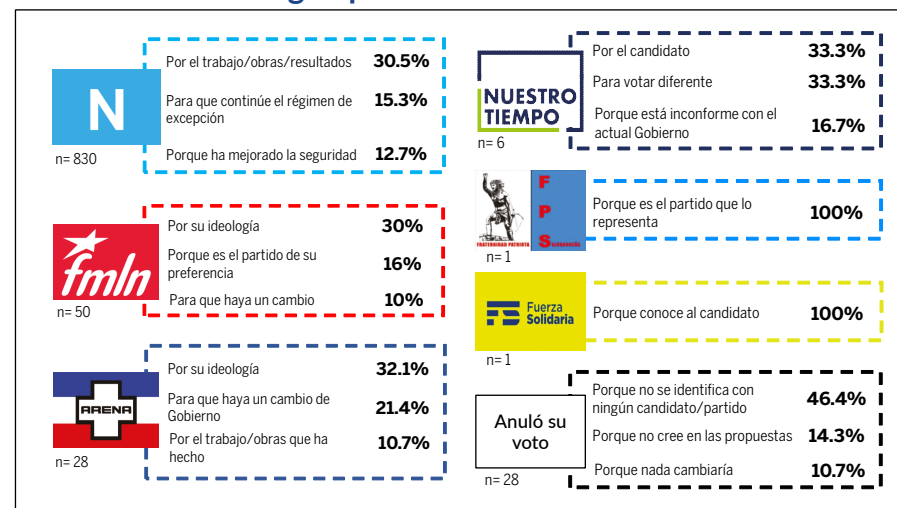 N
n= 830
Por el trabajo/obras/resultados 30.5%
Para que continúe el régimen de
excepción 15.3%
Porque ha mejorado la seguridad 12.7%
fmln
n= 50
Por su ideología 30%
Porque es el partido de su
preferencia 16%
Para que haya un cambio 10%
ARENA
n= 28
Por su ideología 32.1%
Para que haya un cambio de
Gobierno 21.4%
Por el trabajo/obras que ha
hecho 10.7%
NUESTRO
TIEMPO
n= 6
Por el candidato 33.3%
Para votar diferente 33.3%
Porque está inconforme con el
actual Gobierno 16.7%
F
P
S
FRATERNIDAD PATRIOTA SALVADOREÑA
n= 1
Porque es el partido que lo
representa 100%
FS Fuerza
Solidaria
n= 1
Porque conoce al candidato 100%
Anuló su
voto
n= 28
Porque no se identifica con
ningún candidato/partido 46.4%
Porque no cree en las propuestas 14.3%
Porque nada cambiaría 10.7%